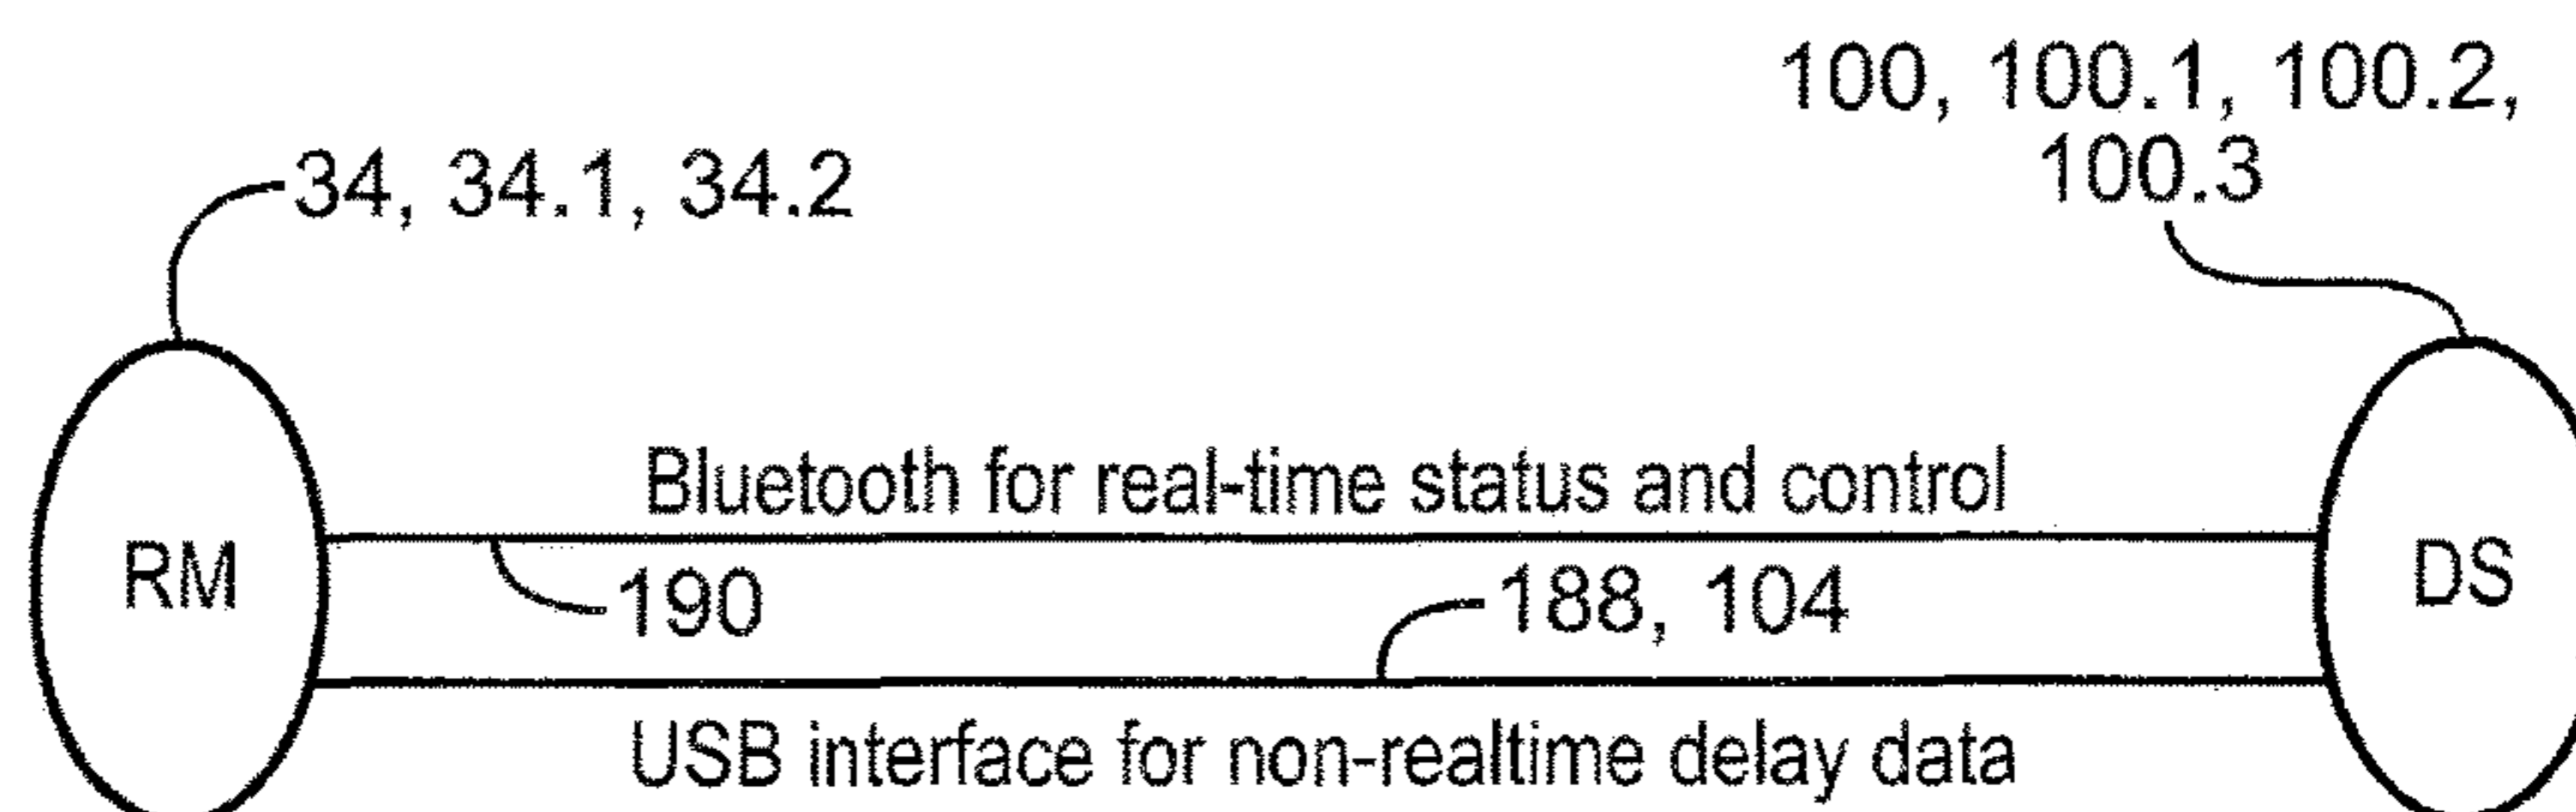 100, 100.1, 100.2,
100.3
34, 34.1, 34.2
Bluetooth for real-time status and control
RM
190
188, 104
DS
USB interface for non-realtime delay data